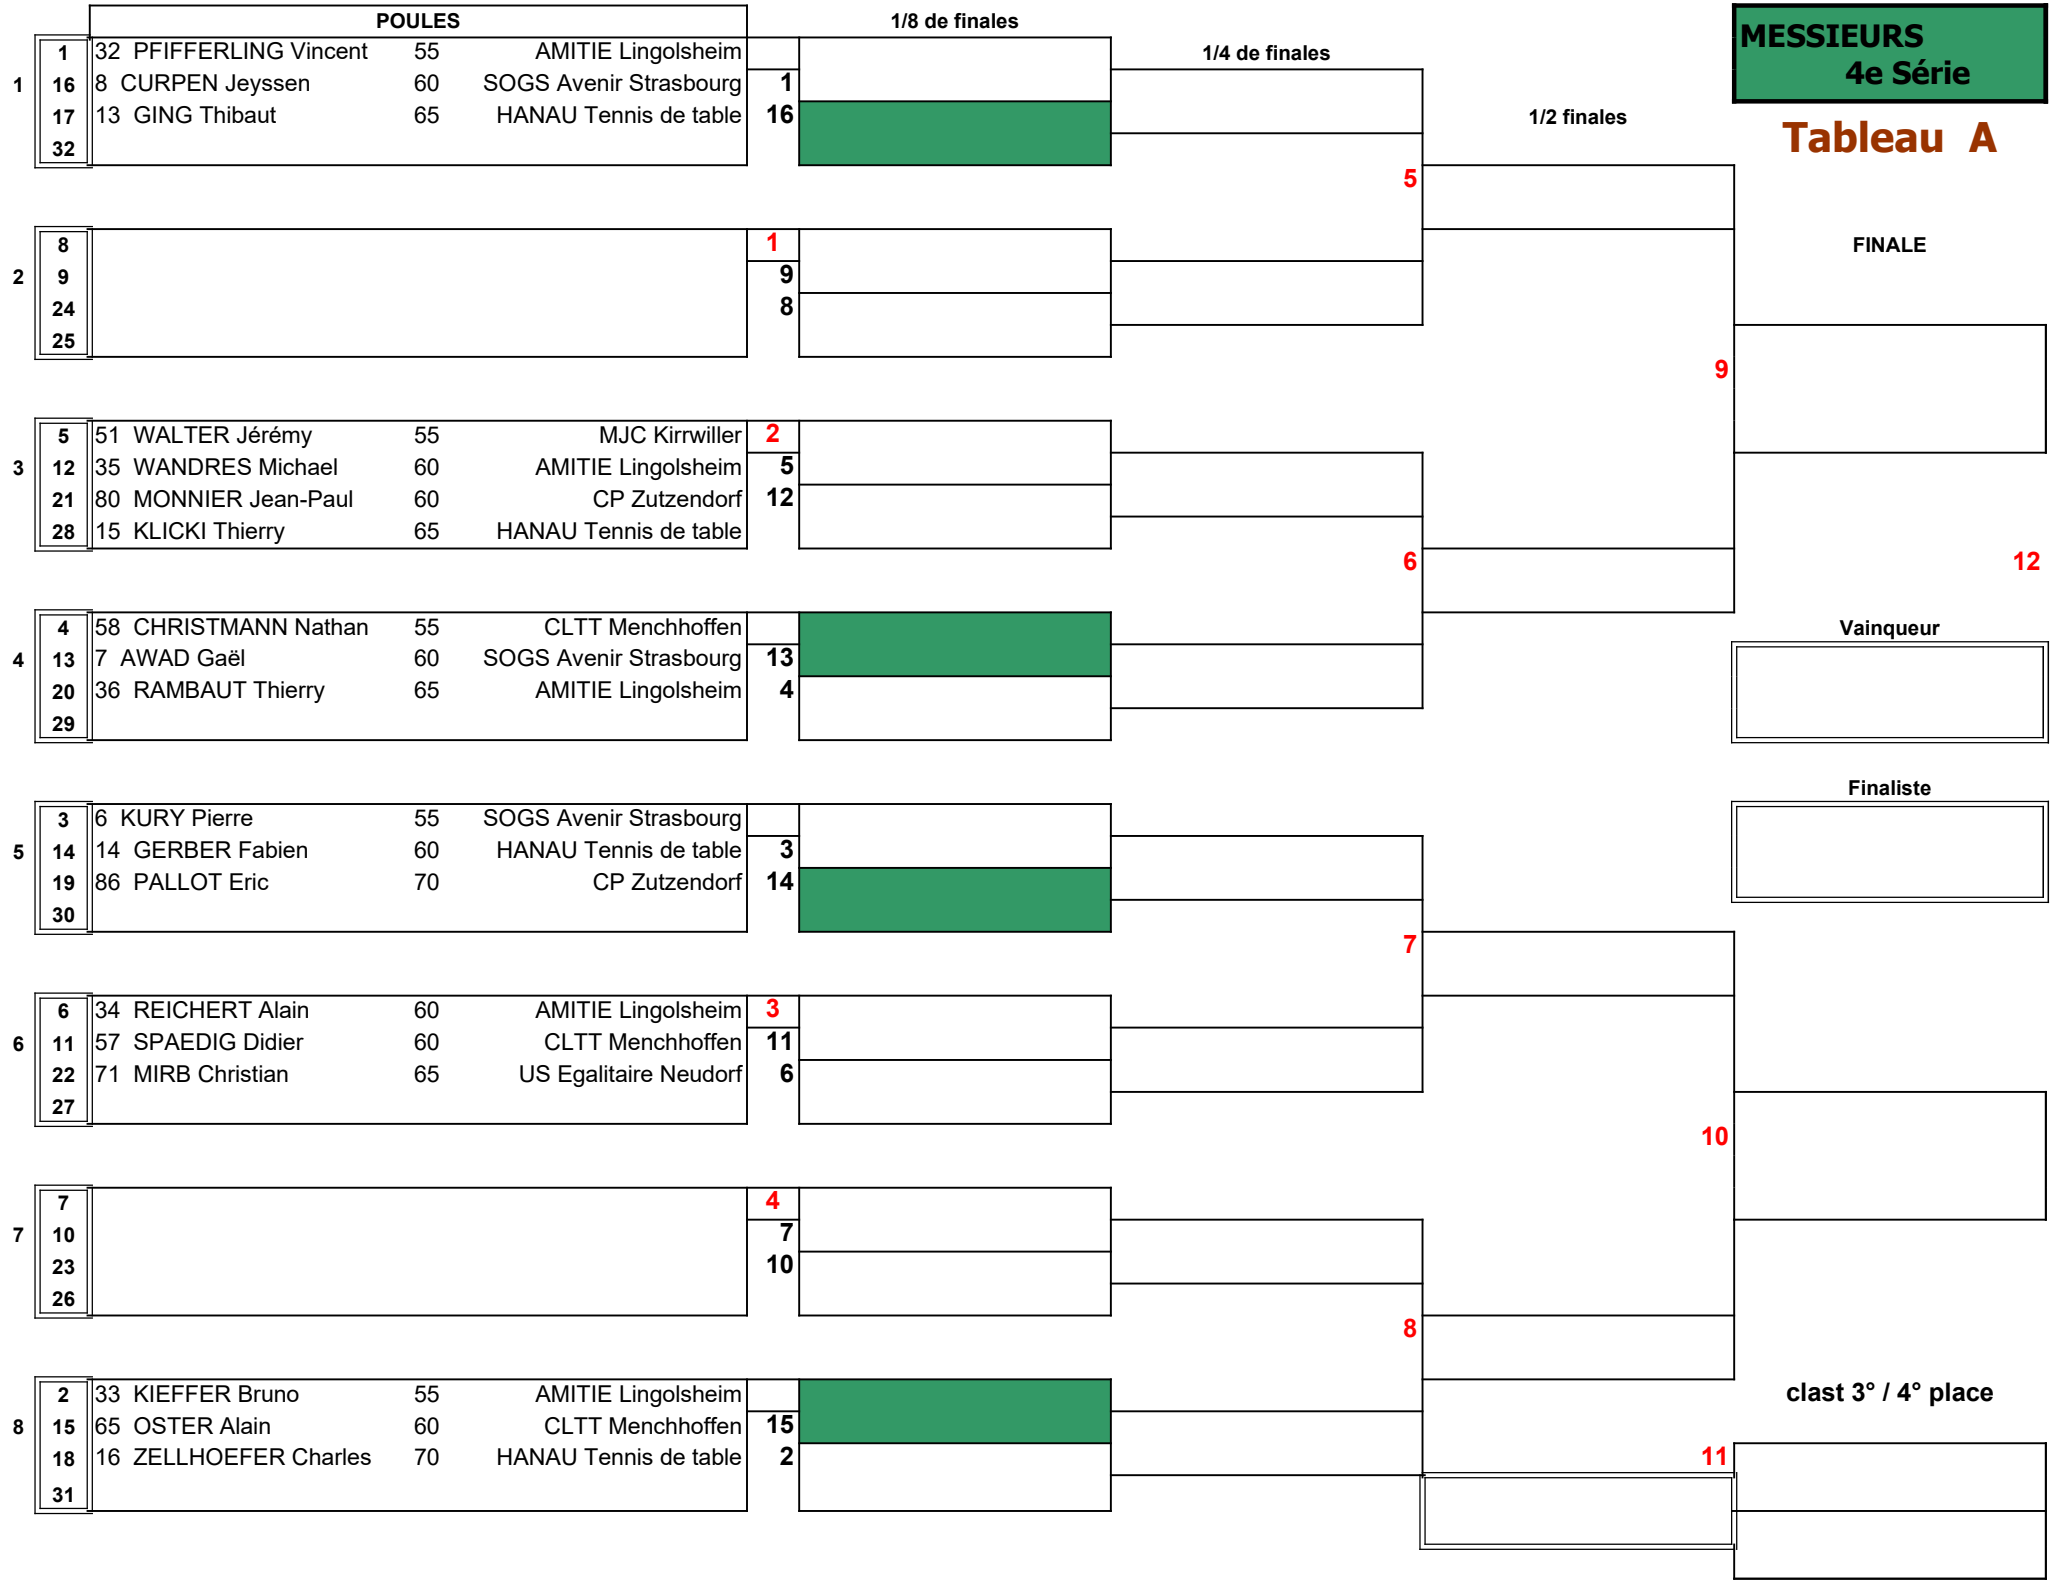 POULES 1/8 de finales
MESSIEURS
4e Série
1/4 de finales
1/2 finales
Tableau A
1 32 PFIFFERLING Vincent 55 AMITIE Lingolsheim
1 16 8 CURPEN Jeyssen 60 SOGS Avenir Strasbourg 1
17 13 GING Thibaut 65 HANAU Tennis de table 16
32
5
8 1 FINALE
2 9 9
24 8
25
9
5 51 WALTER Jérémy 55 MJC Kirrwiller 2
3 12 35 WANDRES Michael 60 AMITIE Lingolsheim 5
21 80 MONNIER Jean-Paul 60 CP Zutzendorf 12
28 15 KLICKI Thierry 65 HANAU Tennis de table
6 12
4 58 CHRISTMANN Nathan 55 CLTT Menchhoffen Vainqueur
4 13 7 AWAD Gaël 60 SOGS Avenir Strasbourg 13
20 36 RAMBAUT Thierry 65 AMITIE Lingolsheim 4
29
Finaliste
3 6 KURY Pierre 55 SOGS Avenir Strasbourg
5 14 14 GERBER Fabien 60 HANAU Tennis de table 3
19 86 PALLOT Eric 70 CP Zutzendorf 14
30
7
6 34 REICHERT Alain 60 AMITIE Lingolsheim 3
6 11 57 SPAEDIG Didier 60 CLTT Menchhoffen 11
22 71 MIRB Christian 65 US Egalitaire Neudorf 6
27
10
7 4
7 10 7
23 10
26
8
2 33 KIEFFER Bruno 55 AMITIE Lingolsheim clast 3° / 4° place
8 15 65 OSTER Alain 60 CLTT Menchhoffen 15
18 16 ZELLHOEFER Charles 70 HANAU Tennis de table 2 11
31